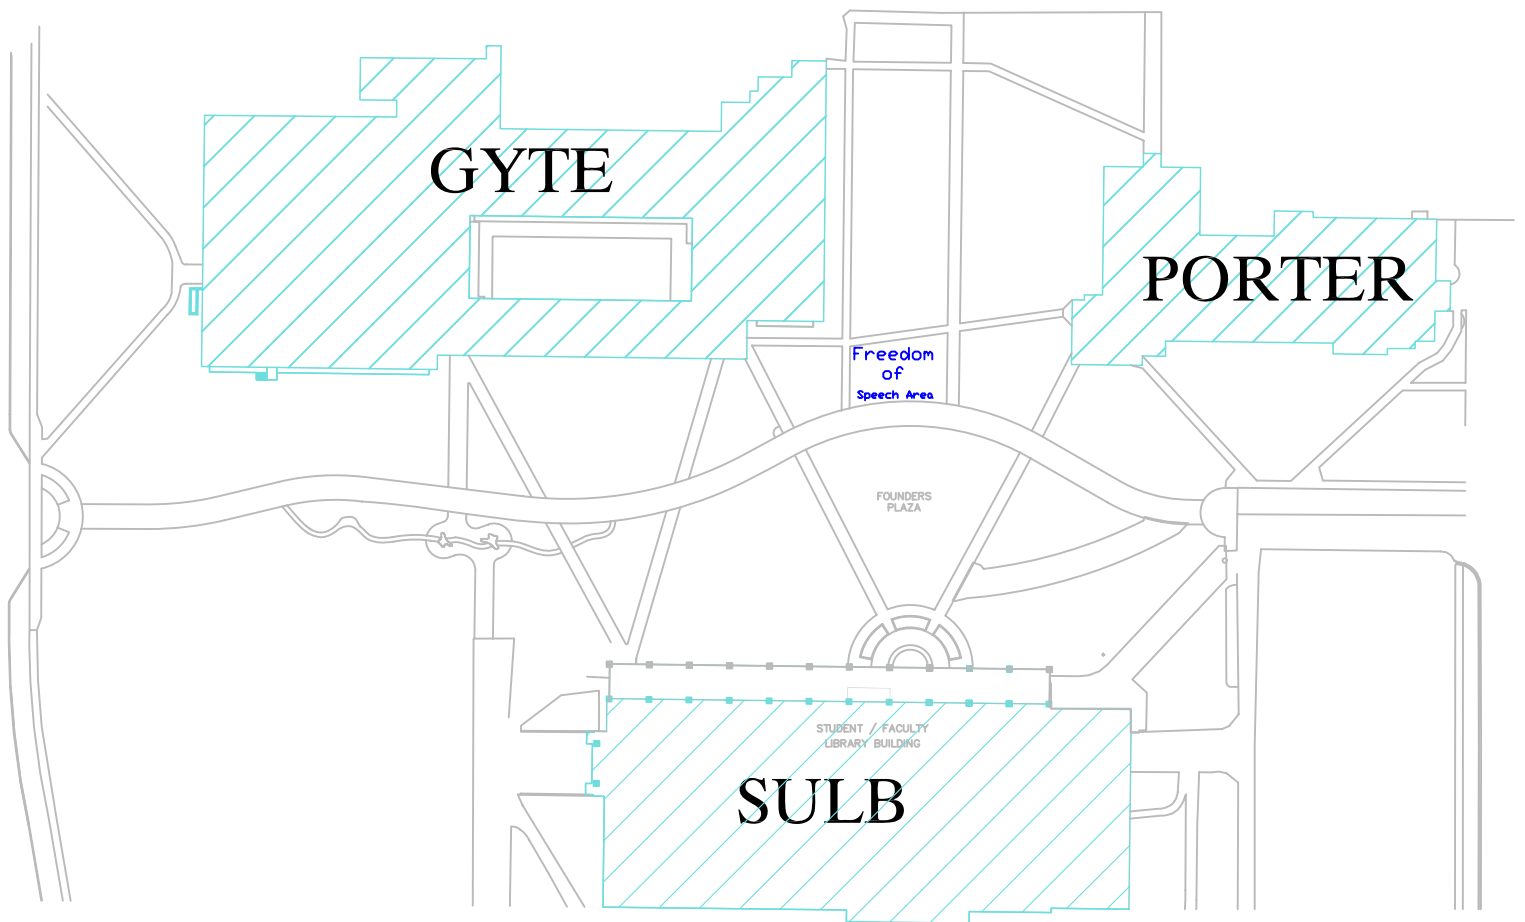 GYTE
PORTER
Freedom
of
Speech Area
FOUNDERS
PLAZA
STUDENT / FACULTY
LIBRARY BUILDING
SULB